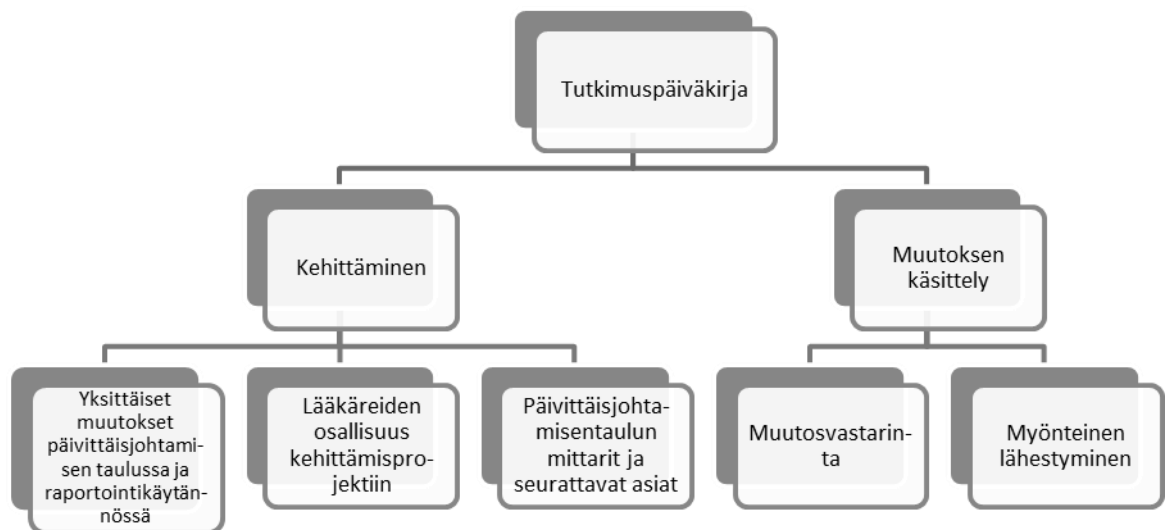 Tutkimuspäiväkirja
Kehittäminen
Muutoksen
käsittely
Yksittäiset
muutokset
päivittäisjohtami-
sen taulussa ja
raportointikäytän-
nössä
Lääkäreiden
osallisuus
kehittämispro-
jektiin
Päivittäisjohta-
misentaulun
mittarit ja
seurattavat asiat
Muutosvastarin-
ta
Myönteinen
lähestyminen